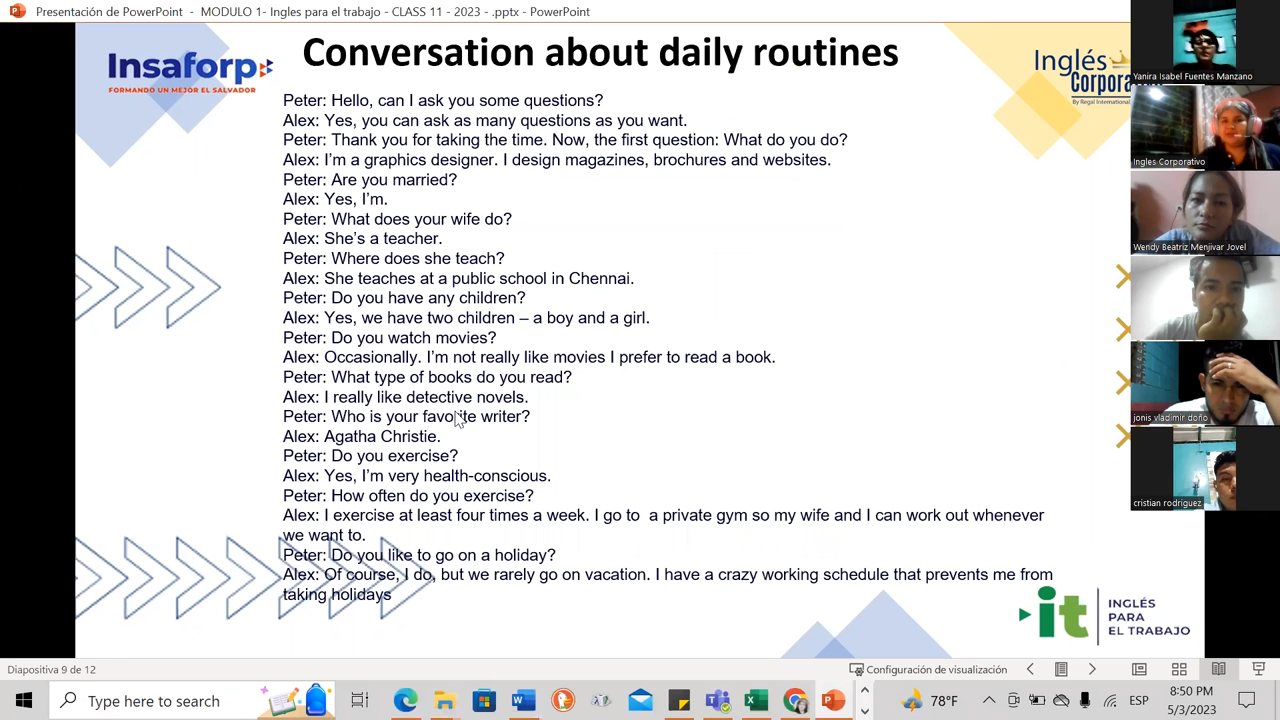 Presentación de PowerPoint - MODULO 1- Ingles para el trabajo - CLASS 11 - 2023 - .pptx - PowerPoint
Insaforp
FORMANDO UN MEJOR EL SALVADOR
Conversation about daily routines
Inglés
Corpora
By Regal International
Peter: Hello, can I ask you some questions?
Alex: Yes, you can ask as many questions as you want.
Peter: Thank you for taking the time. Now, the first question: What do you do?
Alex: I'm a graphics designer. I design magazines, brochures and websites.
Peter: Are you married?
Alex: Yes, I'm.
Peter: What does your wife do?
Alex: She's a teacher.
Peter: Where does she teach?
Alex: She teaches at a public school in Chennai.
Peter: Do you have any children?
Alex: Yes, we have two children – a boy and a girl.
Peter: Do you watch movies?
Alex: Occasionally. I'm not really like movies I prefer to read a book.
Peter: What type of books do you read?
Alex: I really like detective novels.
Peter: Who is your favorite writer?
Alex: Agatha Christie.
Peter: Do you exercise?
Alex: Yes, I'm very health-conscious.
Peter: How often do you exercise?
Alex: I exercise at least four times a week. I go to a private gym so my wife and I can work out whenever
we want to.
Peter: Do you like to go on a holiday?
Alex: Of course, I do, but we rarely go on vacation. I have a crazy working schedule that prevents me from
taking holidays
it
INGLÉS
PARA
EL TRABAJO
Yanira Isabel Fuentes Manzano
Ingles Corporativo
Wendy Beatriz Menjivar Jovel
jonis vladimir doño
cristian rodriguez
Diapositiva 9 de 12
Configuración de visualización
Type here to search
78°F
ESP
8:50 PM
5/3/2023